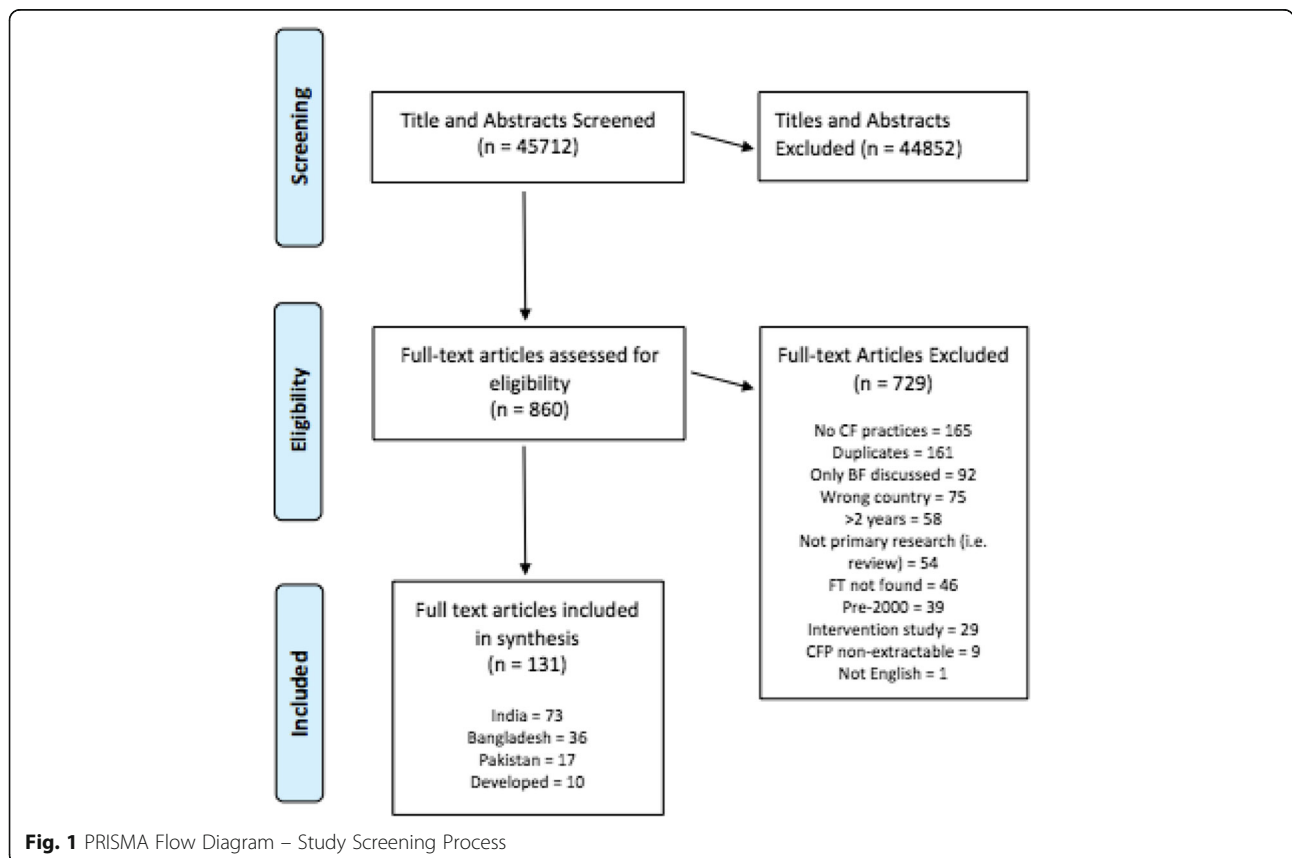 Screening
Title and Abstracts Screened
(n = 45712)
Titles and Abstracts
Excluded (n = 44852)
Eligibility
Full-text articles assessed for
eligibility
(n = 860)
Full-text Articles Excluded
(n = 729)
No CF practices = 165
Duplicates = 161
Only BF discussed = 92
Wrong country = 75
>2 years = 58
Not primary research (i.e.
review) = 54
FT not found = 46
Pre-2000 = 39
Intervention study = 29
CFP non-extractable = 9
Not English = 1
Included
Full text articles included
in synthesis
(n = 131)
India = 73
Bangladesh = 36
Pakistan = 17
Developed = 10
Fig. 1 PRISMA Flow Diagram – Study Screening Process